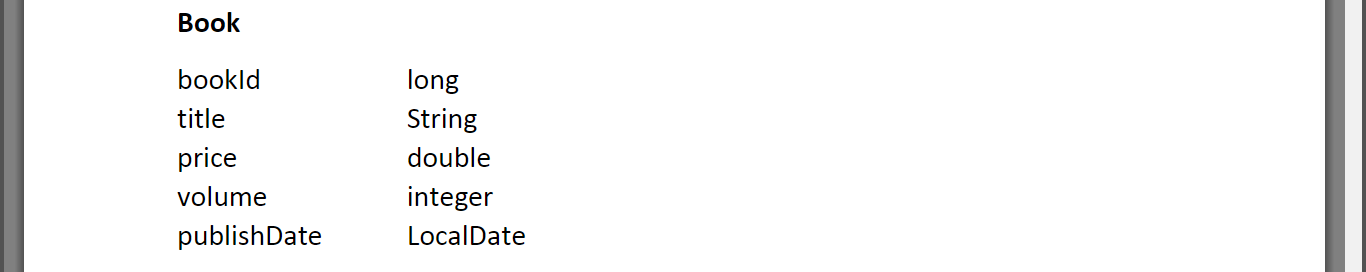 Book
bookId long
title String
price double
volume integer
publishDate LocalDate